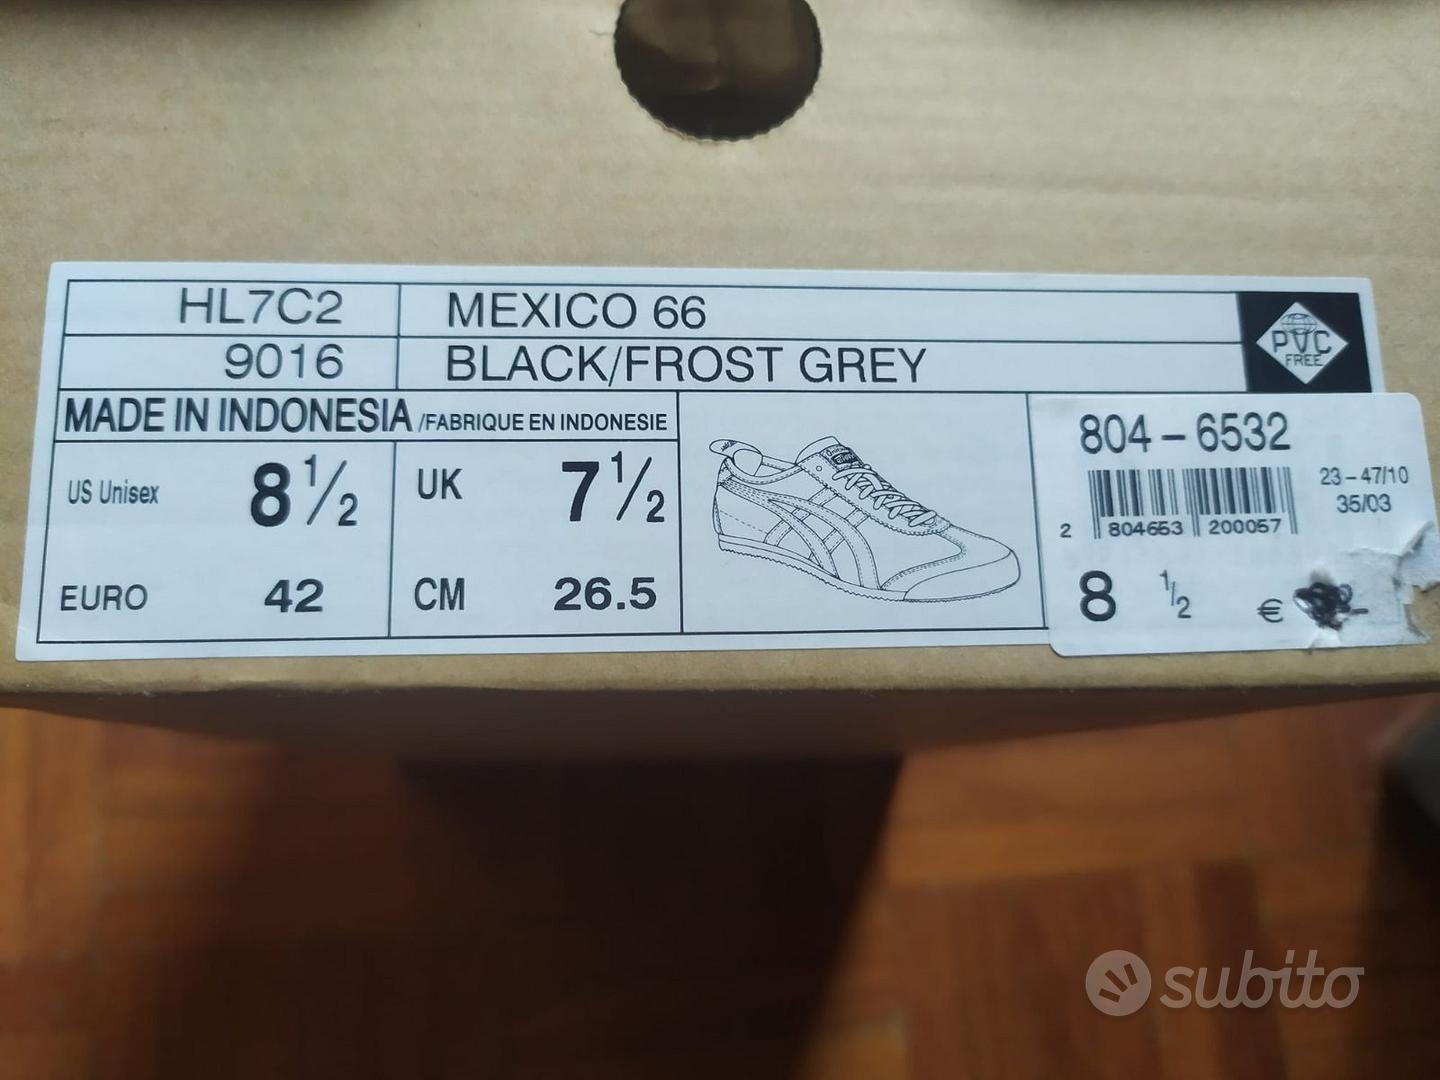 HL7C2 MEXICO 66
9016 BLACK/FROST GREY
PVC
FREE
MADE IN INDONESIA /FABRIQUE EN INDONESIE
US Unisex 8 1/2 UK 7 1/2
EURO 42 CM 26.5
804-6532
23-47/10
35/03
2 804653 200057
8 1/2 €
subito